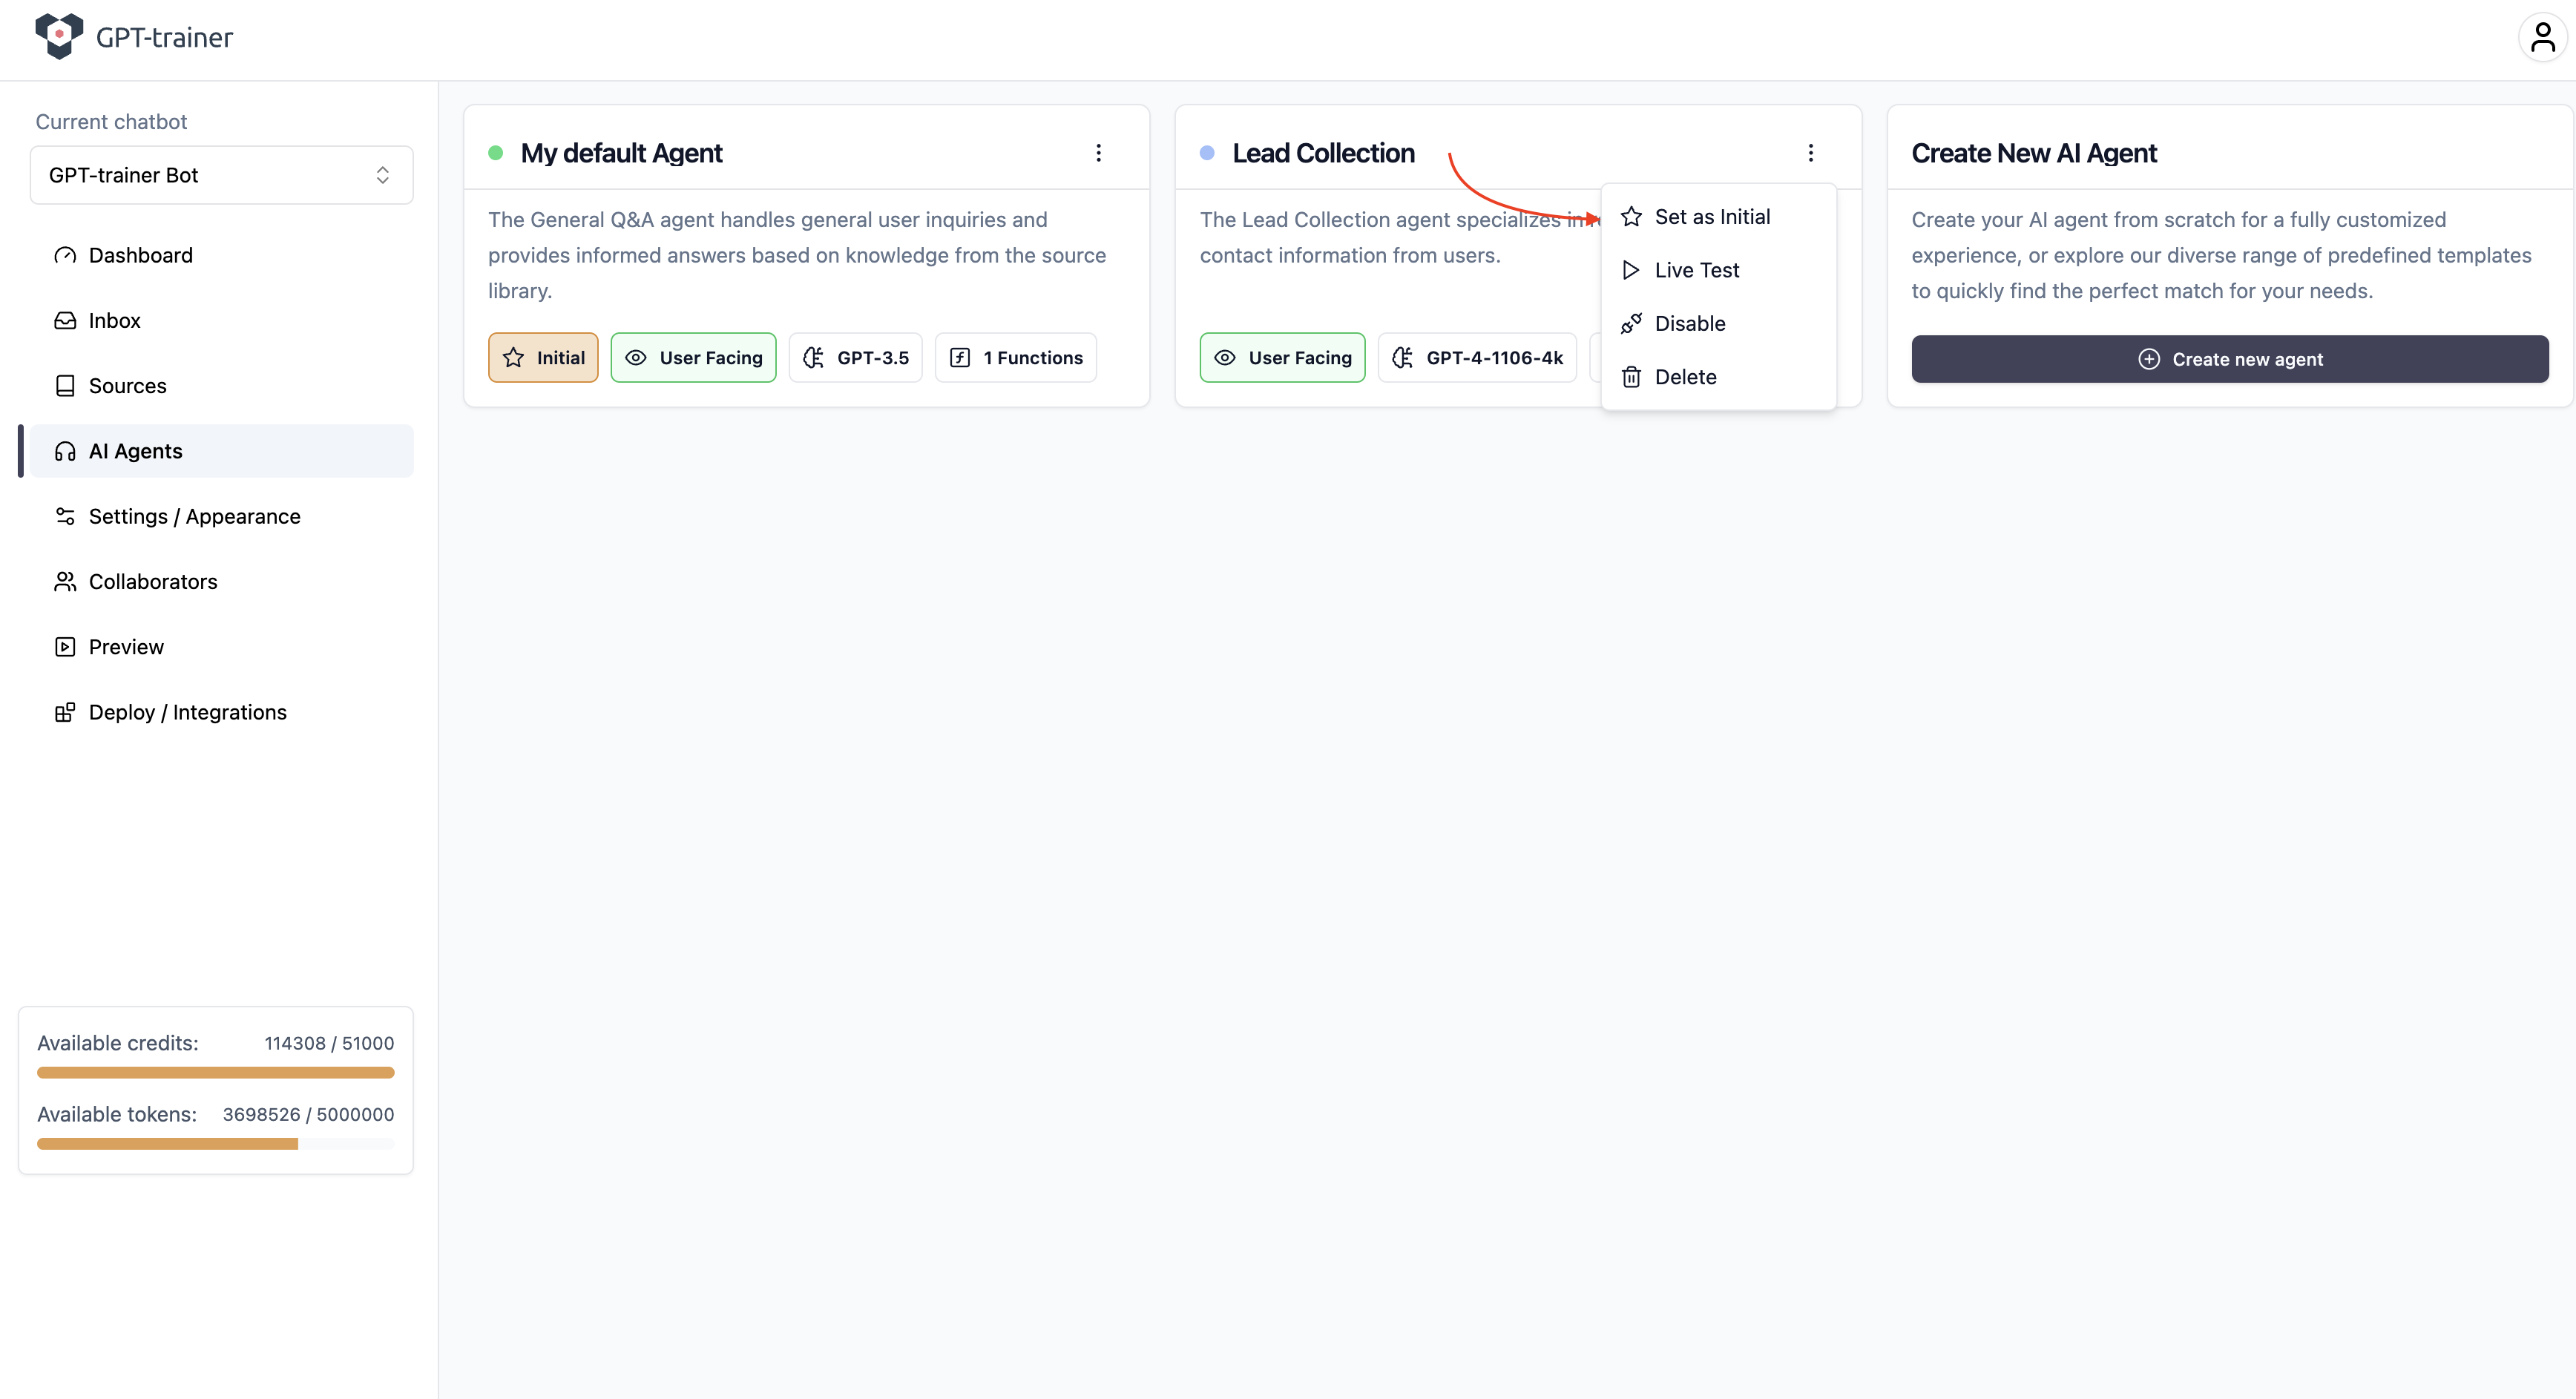 GPT-trainer
Current chatbot
GPT-trainer Bot
Dashboard
Inbox
Sources
AI Agents
Settings / Appearance
Collaborators
Preview
Deploy / Integrations
Available credits: 114308 / 51000
Available tokens: 3698526 / 5000000
My default Agent
The General Q&A agent handles general user inquiries and
provides informed answers based on knowledge from the source
library.
Initial User Facing GPT-3.5 1 Functions
Lead Collection
The Lead Collection agent specializes in
contact information from users.
User Facing GPT-4-1106-4k
Set as Initial
Live Test
Disable
Delete
Create New AI Agent
Create your AI agent from scratch for a fully customized
experience, or explore our diverse range of predefined templates
to quickly find the perfect match for your needs.
Create new agent